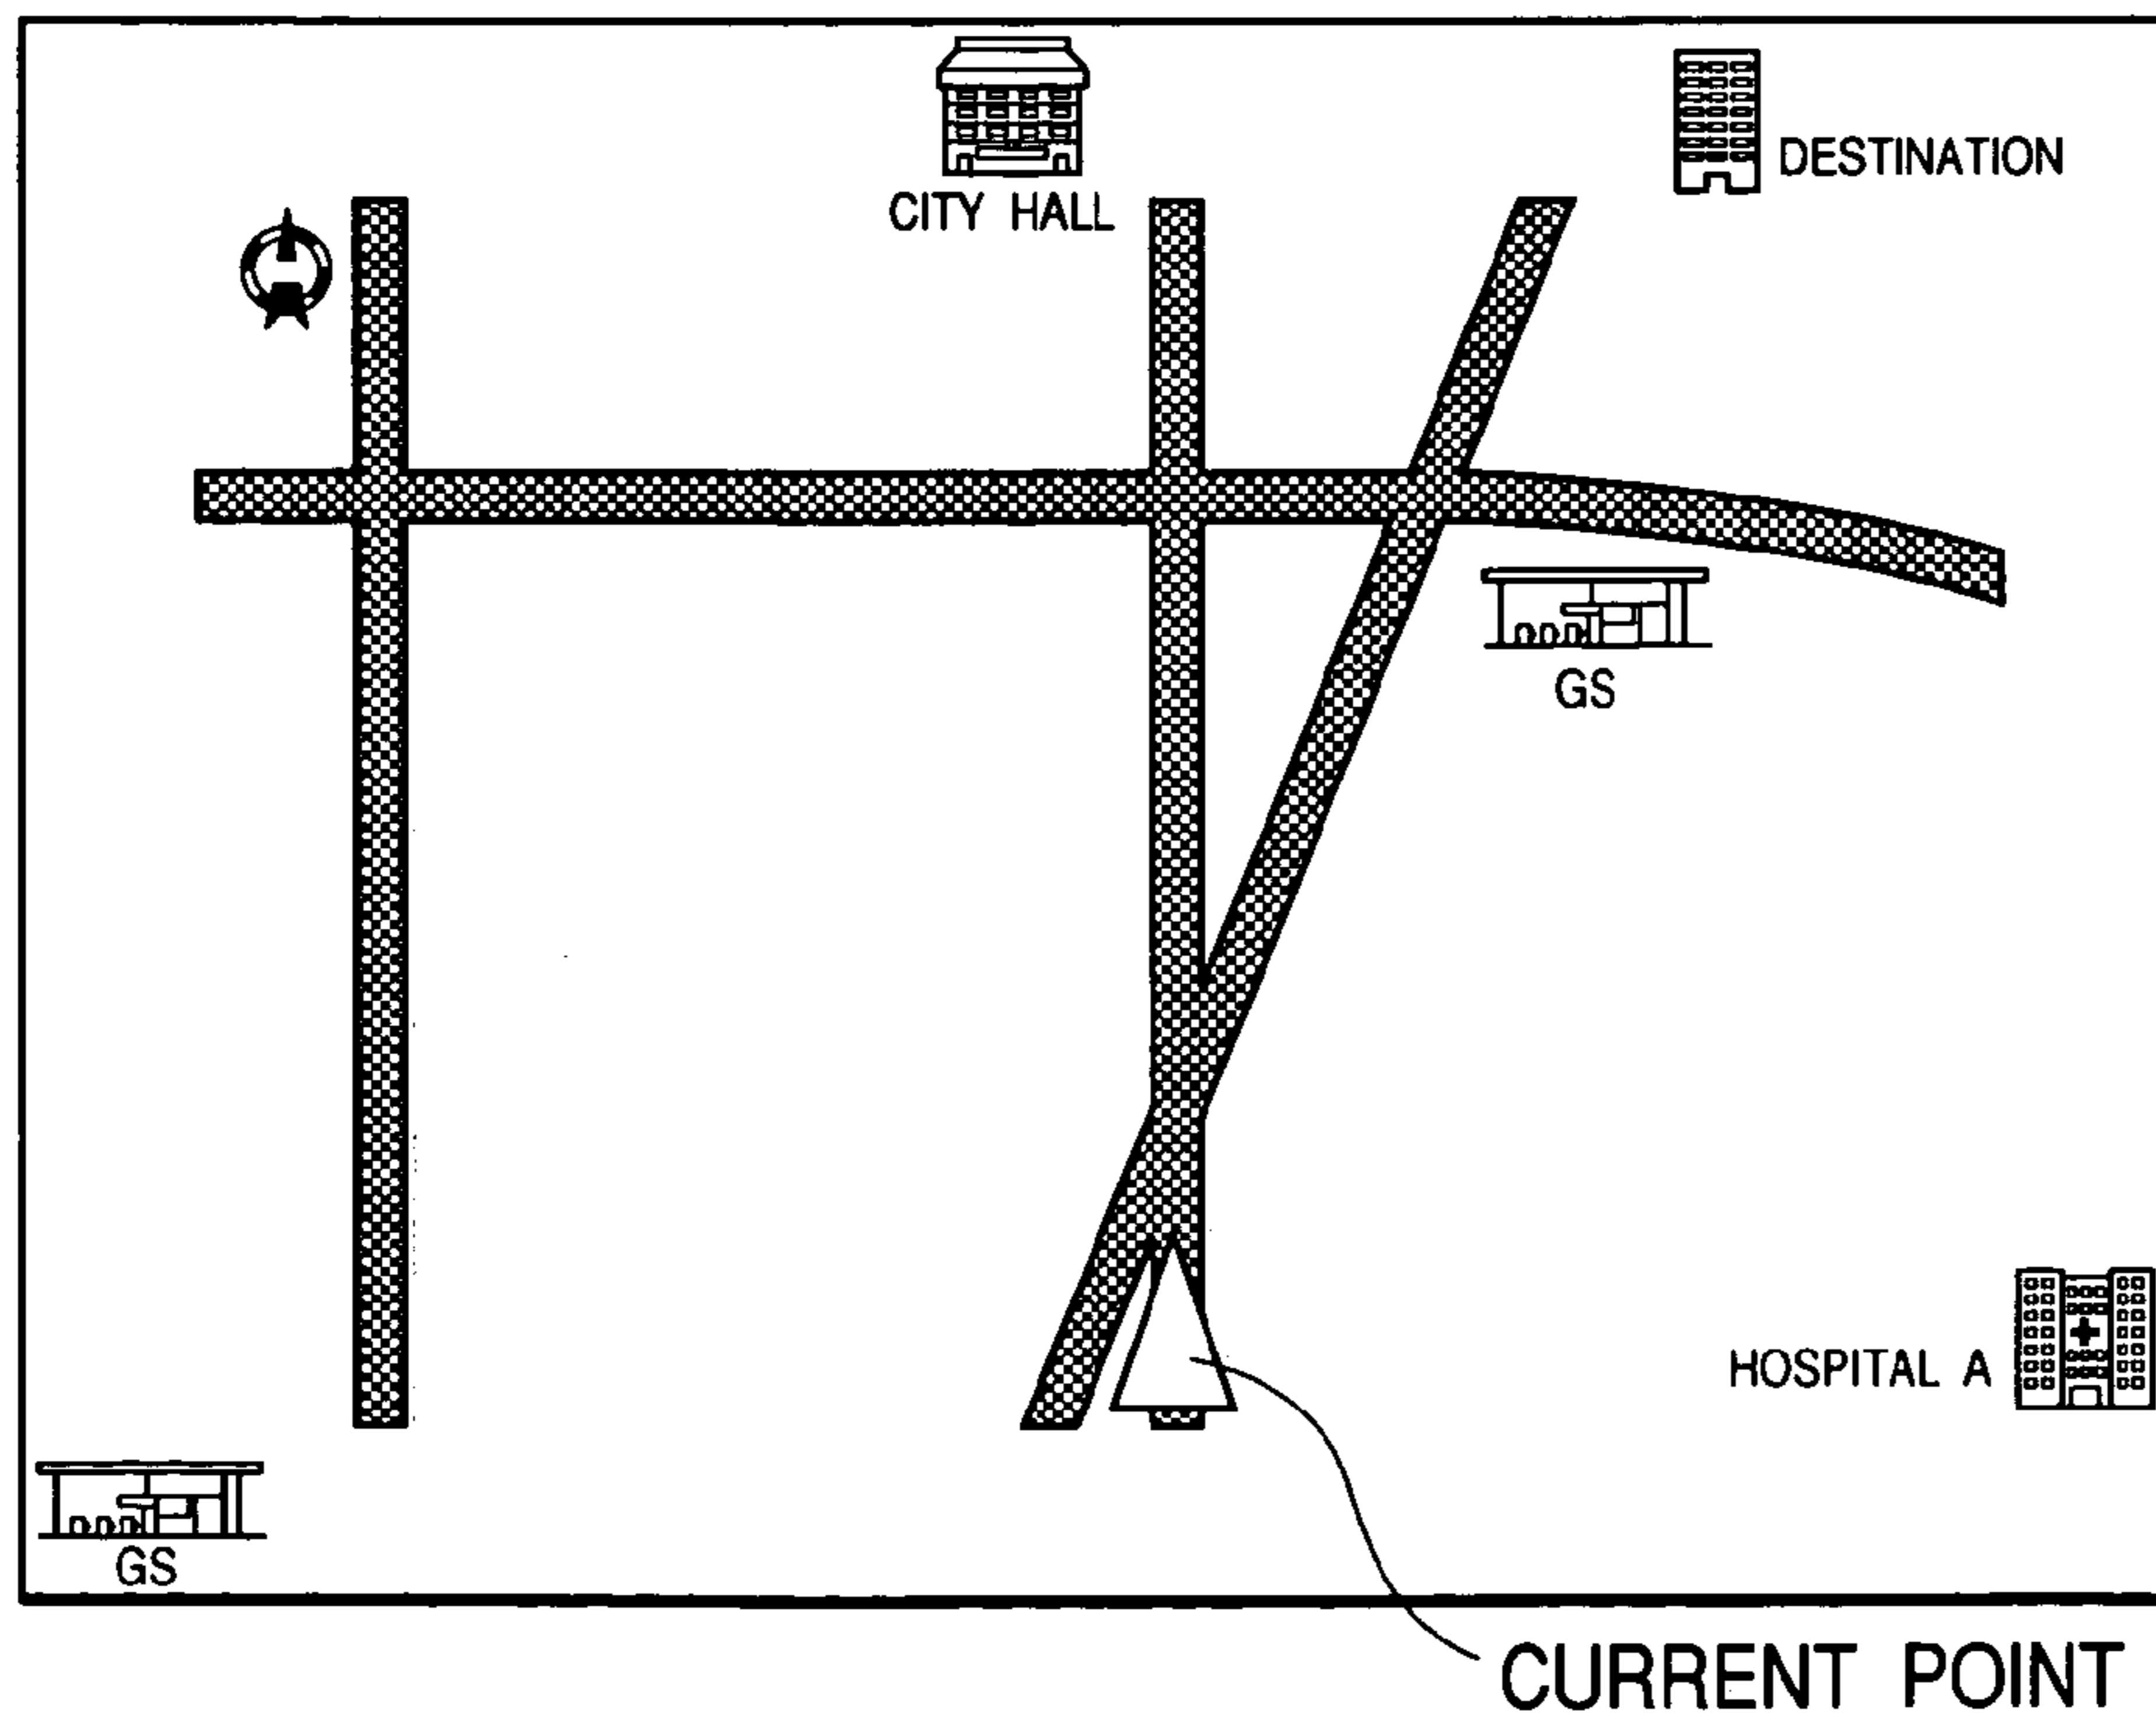 DESTINATION
CITY HALL
GS
HOSPITAL A
GS
CURRENT POINT